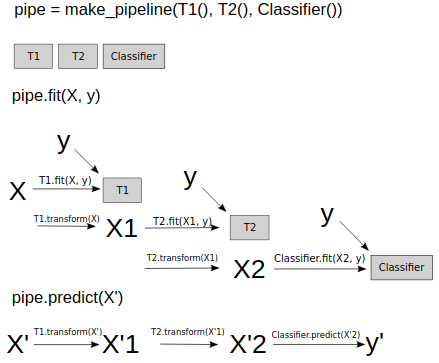 pipe = make_pipeline(T1(), T2(), Classifier())
T1 T2 Classifier
pipe.fit(X, y)
y
X T1.fit(X, y) T1
y
T1.transform(X) X1 T2.fit(X1, y) T2
y
T2.transform(X1) X2 Classifier.fit(X2, y) Classifier
pipe.predict(X')
X' T1.transform(X') X'1 T2.transform(X'1) X'2 Classifier.predict(X'2) y'